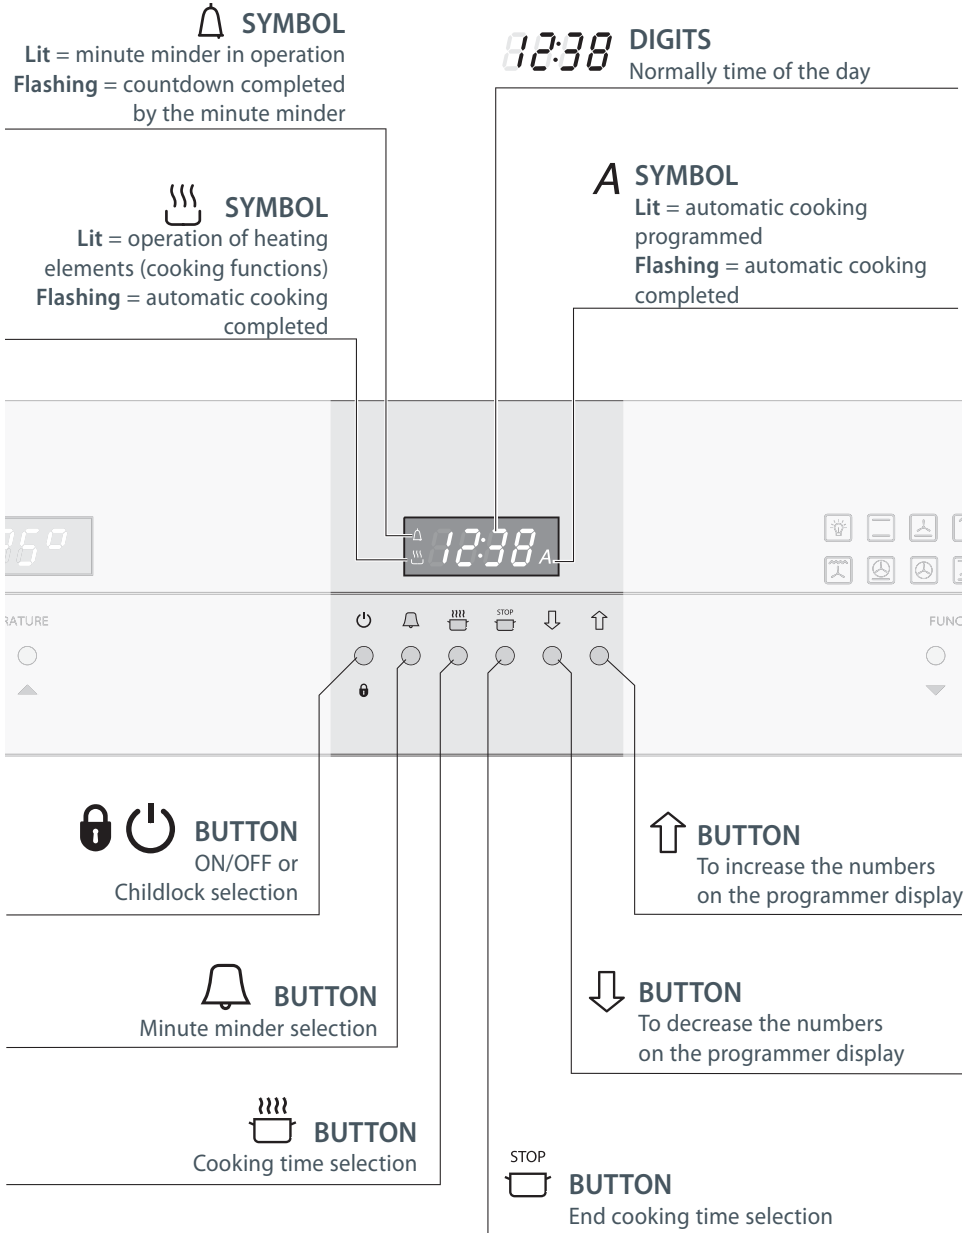 SYMBOL
Lit = minute minder in operation
Flashing = countdown completed
by the minute minder
12:38
DIGITS
Normally time of the day
SYMBOL
Lit = operation of heating
elements (cooking functions)
Flashing = automatic cooking
completed
A SYMBOL
Lit = automatic cooking
programmed
Flashing = automatic cooking
completed
5°
12:38 A
RATURE
STOP
FUNC
BUTTON
ON/OFF or
Childlock selection
BUTTON
To increase the numbers
on the programmer display
BUTTON
Minute minder selection
BUTTON
To decrease the numbers
on the programmer display
BUTTON
Cooking time selection
STOP
BUTTON
End cooking time selection